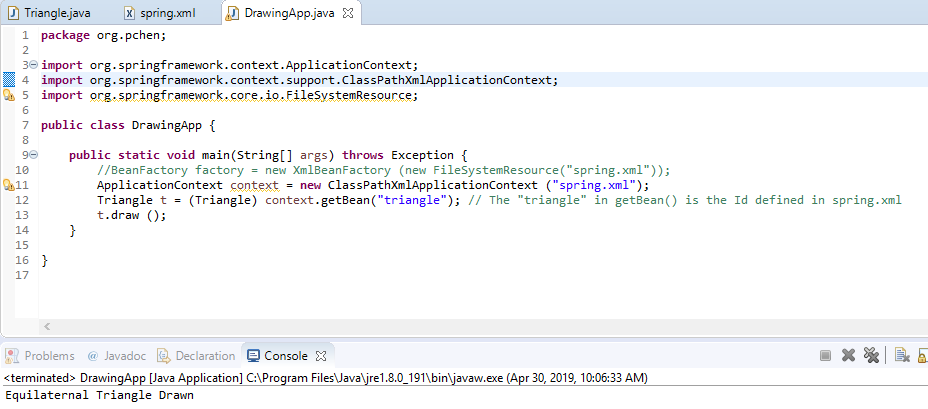 Triangle.java spring.xml DrawingApp.java
1 package org.pchen;
2
3 import org.springframework.context.ApplicationContext;
4 import org.springframework.context.support.ClassPathXmlApplicationContext;
5 import org.springframework.core.io.FileSystemResource;
6
7 public class DrawingApp {
8
9 public static void main(String[] args) throws Exception {
10 //BeanFactory factory = new XmlBeanFactory (new FileSystemResource("spring.xml"));
11 ApplicationContext context = new ClassPathXmlApplicationContext ("spring.xml");
12 Triangle t = (Triangle) context.getBean("triangle"); // The "triangle" in getBean() is the Id defined in spring.xml
13 t.draw ();
14 }
15
16 }
17
Problems @ Javadoc Declaration Console
<terminated> DrawingApp [Java Application] C:\Program Files\Java\jre1.8.0_191\bin\javaw.exe (Apr 30, 2019, 10:06:33 AM)
Equilaternal Triangle Drawn